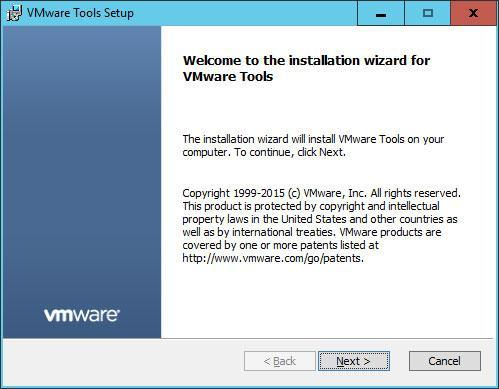 VMware Tools Setup
Welcome to the installation wizard for
VMware Tools
The installation wizard will install VMware Tools on your
computer. To continue, click Next.
Copyright 1999-2015 (c) VMware, Inc. All rights reserved.
This product is protected by copyright and intellectual
property laws in the United States and other countries as
well as by international treaties. VMware products are
covered by one or more patents listed at
http://www.vmware.com/go/patents.
vmware®
< Back
Next >
Cancel